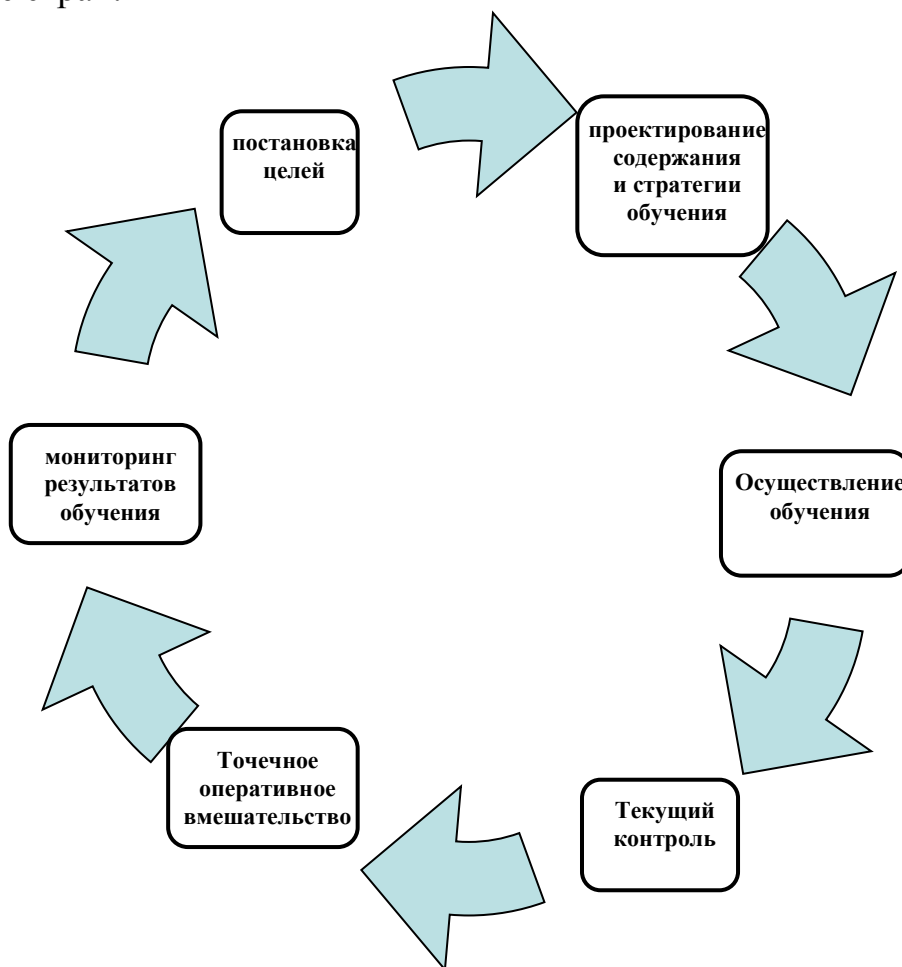 постановка
целей
проектирование
содержания
и стратегии
обучения
Осуществление
обучения
Текущий
контроль
Точечное
оперативное
вмешательство
мониторинг
результатов
обучения